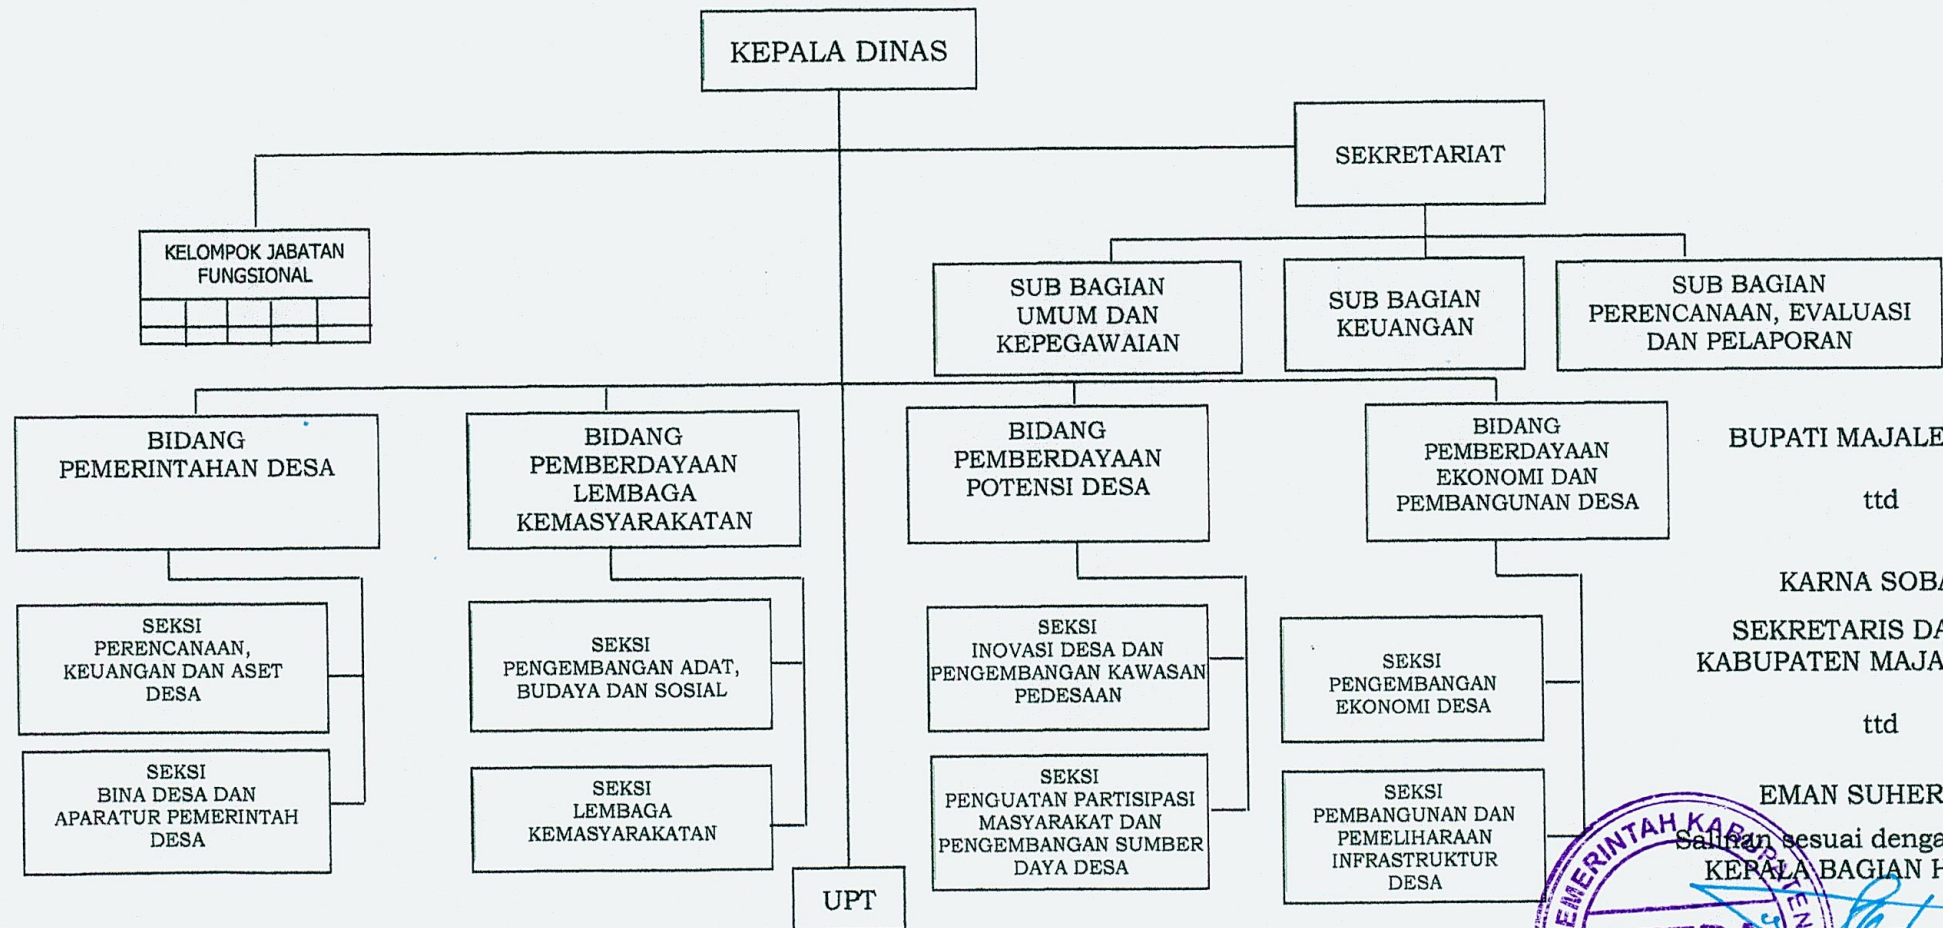 KEPALA DINAS
SEKRETARIAT
KELOMPOK JABATAN
FUNGSIONAL
SUB BAGIAN
UMUM DAN
KEPEGAWAIAN
SUB BAGIAN
KEUANGAN
SUB BAGIAN
PERENCANAAN, EVALUASI
DAN PELAPORAN
BIDANG
PEMERINTAHAN DESA
BIDANG
PEMBERDAYAAN
LEMBAGA
KEMASYARAKATAN
BIDANG
PEMBERDAYAAN
POTENSI DESA
BIDANG
PEMBERDAYAAN
EKONOMI DAN
PEMBANGUNAN DESA
SEKSI
PERENCANAAN,
KEUANGAN DAN ASET
DESA
SEKSI
BINA DESA DAN
APARATUR PEMERINTAH
DESA
SEKSI
PENGEMBANGAN ADAT,
BUDAYA DAN SOSIAL
SEKSI
LEMBAGA
KEMASYARAKATAN
SEKSI
INOVASI DESA DAN
PENGEMBANGAN KAWASAN
PEDESAAN
SEKSI
PENGUATAN PARTISIPASI
MASYARAKAT DAN
PENGEMBANGAN SUMBER
DAYA DESA
SEKSI
PENGEMBANGAN
EKONOMI DESA
SEKSI
PEMBANGUNAN DAN
PEMELIHARAAN
INFRASTRUKTUR
DESA
UPT
BUPATI MAJALE
ttd
KARNA SOBA
SEKRETARIS DA
KABUPATEN MAJA
ttd
EMAN SUHER
Salinan sesuai denga
KEPALA BAGIAN H
EMERINTAH KABUPATEN